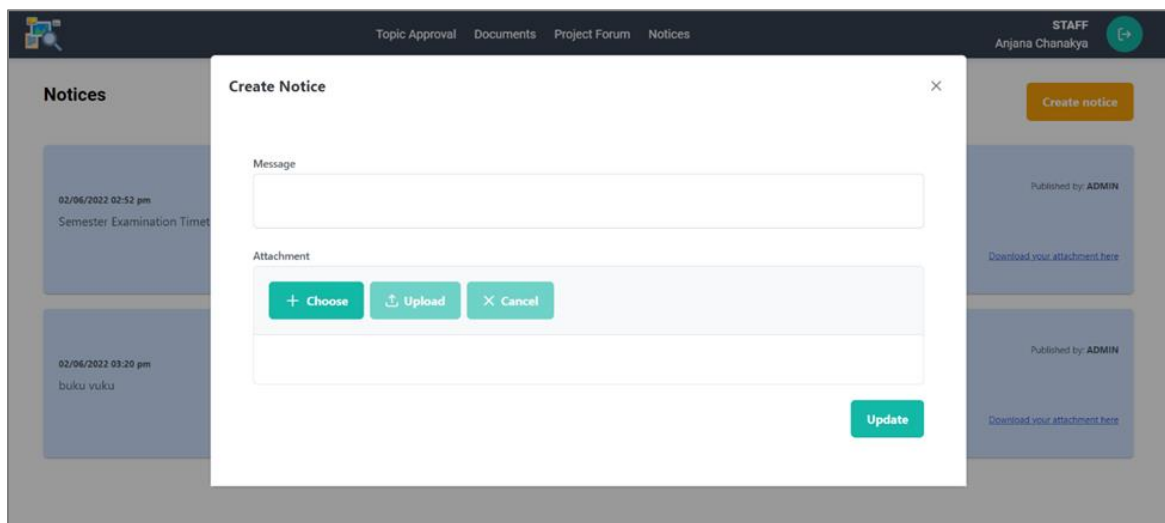 Topic Approval Documents Project Forum Notices
STAFF
Anjana Chanakya
Notices
Create notice
Create Notice
Message
Attachment
Choose
Upload
Cancel
Update
02/06/2022 02:52 pm
Semester Examination Timet
Published by: ADMIN
Download your attachment here
02/06/2022 03:20 pm
buku vuku
Published by: ADMIN
Download your attachment here